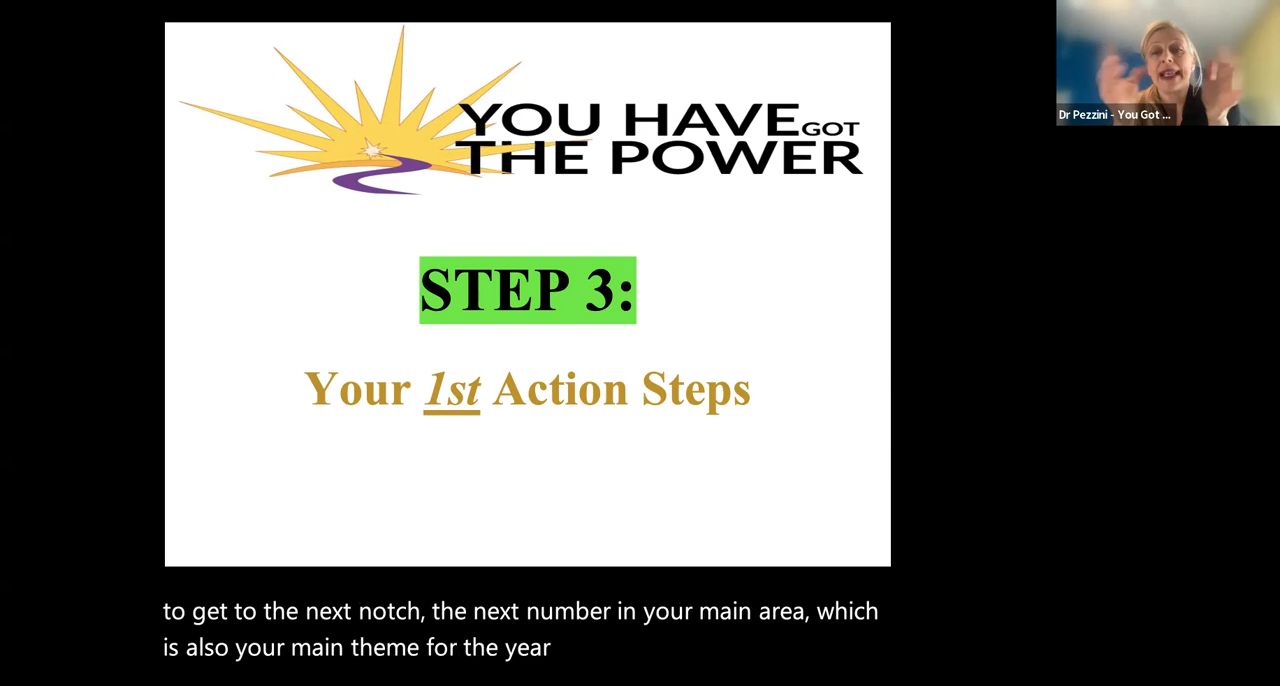 YOU HAVE GOT
THE POWER
Dr Pezzini - You Got ...
STEP 3:
Your 1st Action Steps
to get to the next notch, the next number in your main area, which
is also your main theme for the year